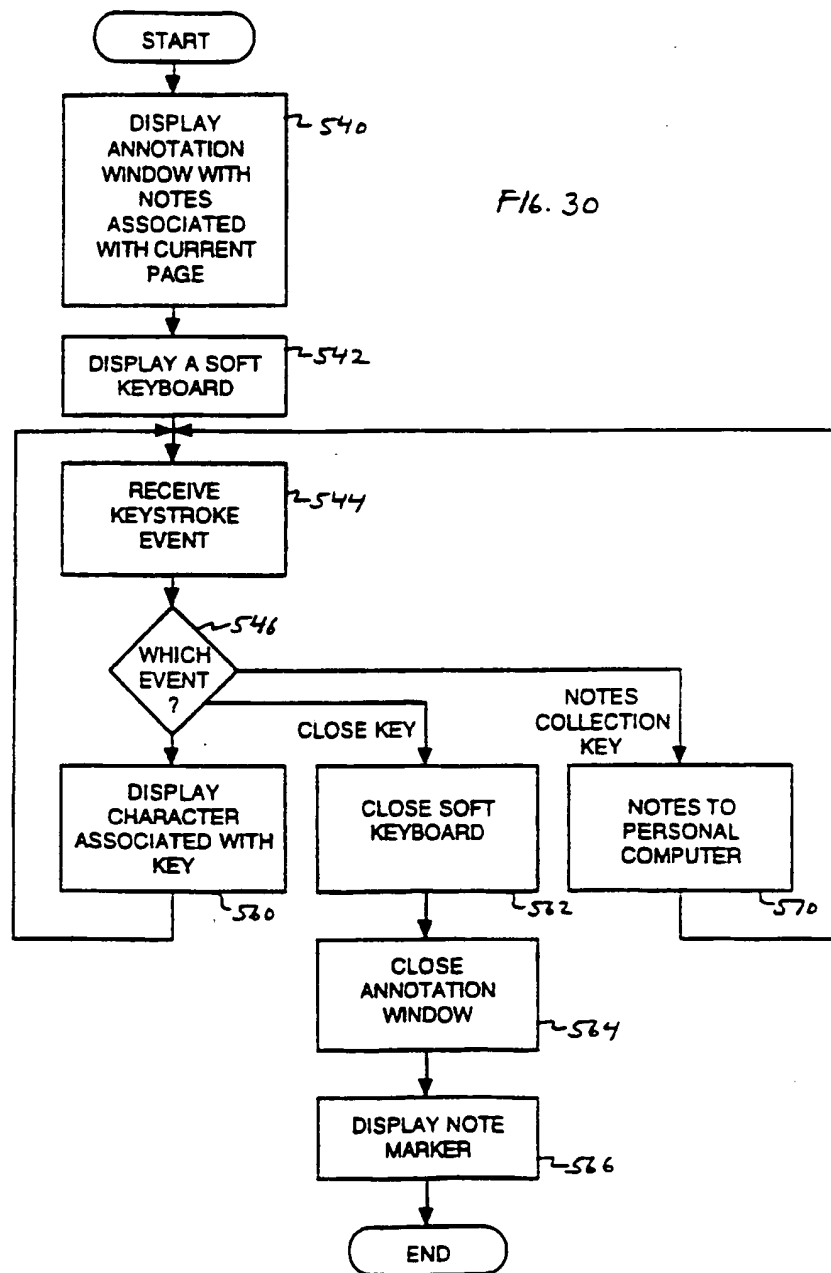 START
DISPLAY
ANNOTATION
WINDOW WITH
NOTES
ASSOCIATED
WITH CURRENT
PAGE
540
FIG. 30
DISPLAY A SOFT
KEYBOARD
542
RECEIVE
KEYSTROKE
EVENT
544
WHICH
EVENT
?
546
CLOSE KEY
NOTES
COLLECTION
KEY
DISPLAY
CHARACTER
ASSOCIATED WITH
KEY
560
CLOSE SOFT
KEYBOARD
562
NOTES TO
PERSONAL
COMPUTER
570
CLOSE
ANNOTATION
WINDOW
564
DISPLAY NOTE
MARKER
566
END